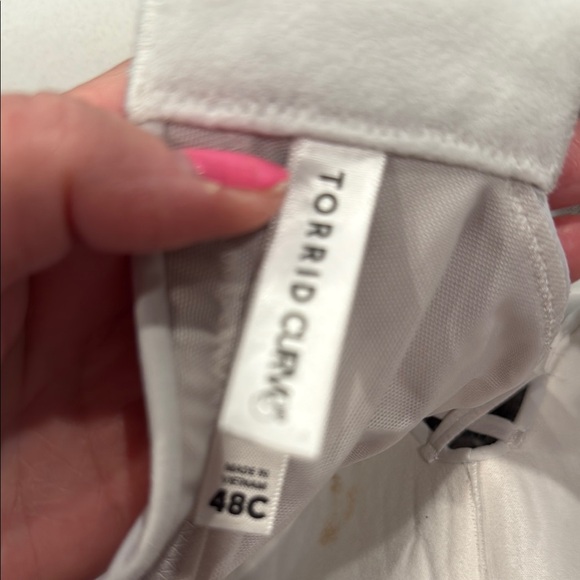 TORRID CURVE
MADE IN
VIETNAM
48C